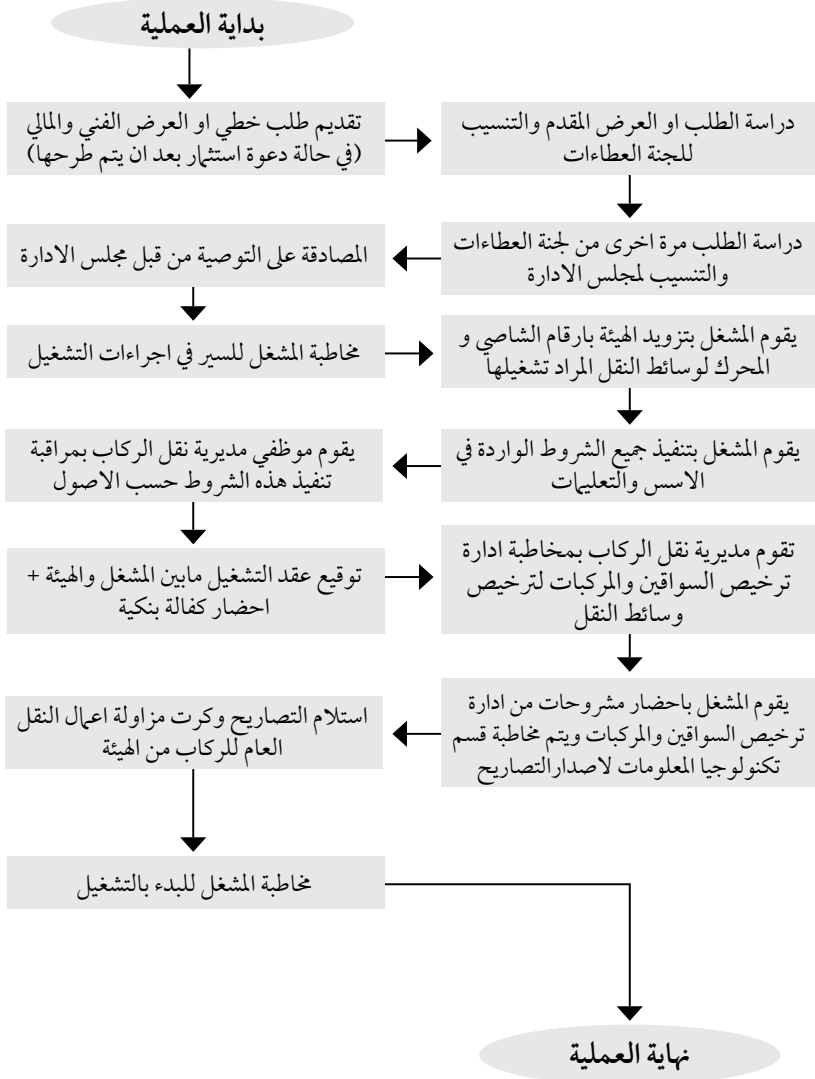 بداية العملية
تقديم طلب خطي او العرض الفني والمالي
(في حالة دعوة استثمار بعد ان يتم طرحها)
دراسة الطلب او العرض المقدم والتنسيب
للجنة العطاءات
دراسة الطلب مرة اخرى من لجنة العطاءات
والتنسيب لمجلس الادارة
المصادقة على التوصية من قبل مجلس الادارة
مخاطبة المشغل للسير في اجراءات التشغيل
يقوم المشغل بتزويد الهيئة بارقام الشاصي و
المحرك لوسائط النقل المراد تشغيلها
يقوم المشغل بتنفيذ جميع الشروط الواردة في
الاسس والتعليمات
يقوم موظفي مديرية نقل الركاب بمراقبة
تنفيذ هذه الشروط حسب الاصول
توقيع عقد التشغيل مابين المشغل والهيئة +
احضار كفالة بنكية
تقوم مديرية نقل الركاب بمخاطبة ادارة
ترخيص السواقين والمركبات لترخيص
وسائط النقل
يقوم المشغل باحضار مشروحات من ادارة
ترخيص السواقين والمركبات ويتم مخاطبة قسم
تكنولوجيا المعلومات لاصدارالتصاريح
استلام التصاريح وكرت مزاولة اعمال النقل
العام للركاب من الهيئة
مخاطبة المشغل للبدء بالتشغيل
نهاية العملية